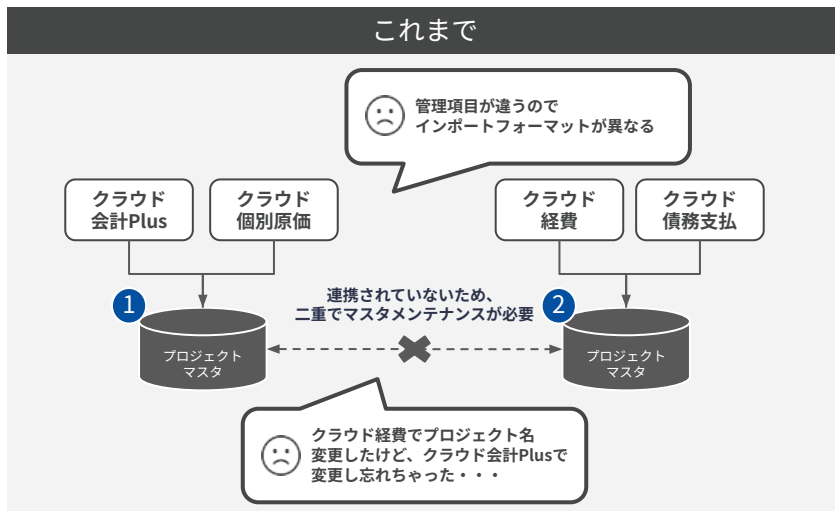 これまで
管理項目が違うので
インポートフォーマットが異なる
クラウド
会計Plus
クラウド
個別原価
クラウド
経費
クラウド
債務支払
1
連携されていないため、
二重でマスタメンテナンスが必要
2
プロジェクト
マスタ
プロジェクト
マスタ
クラウド経費でプロジェクト名
変更したけど、クラウド会計Plusで
変更し忘れちゃった・・・